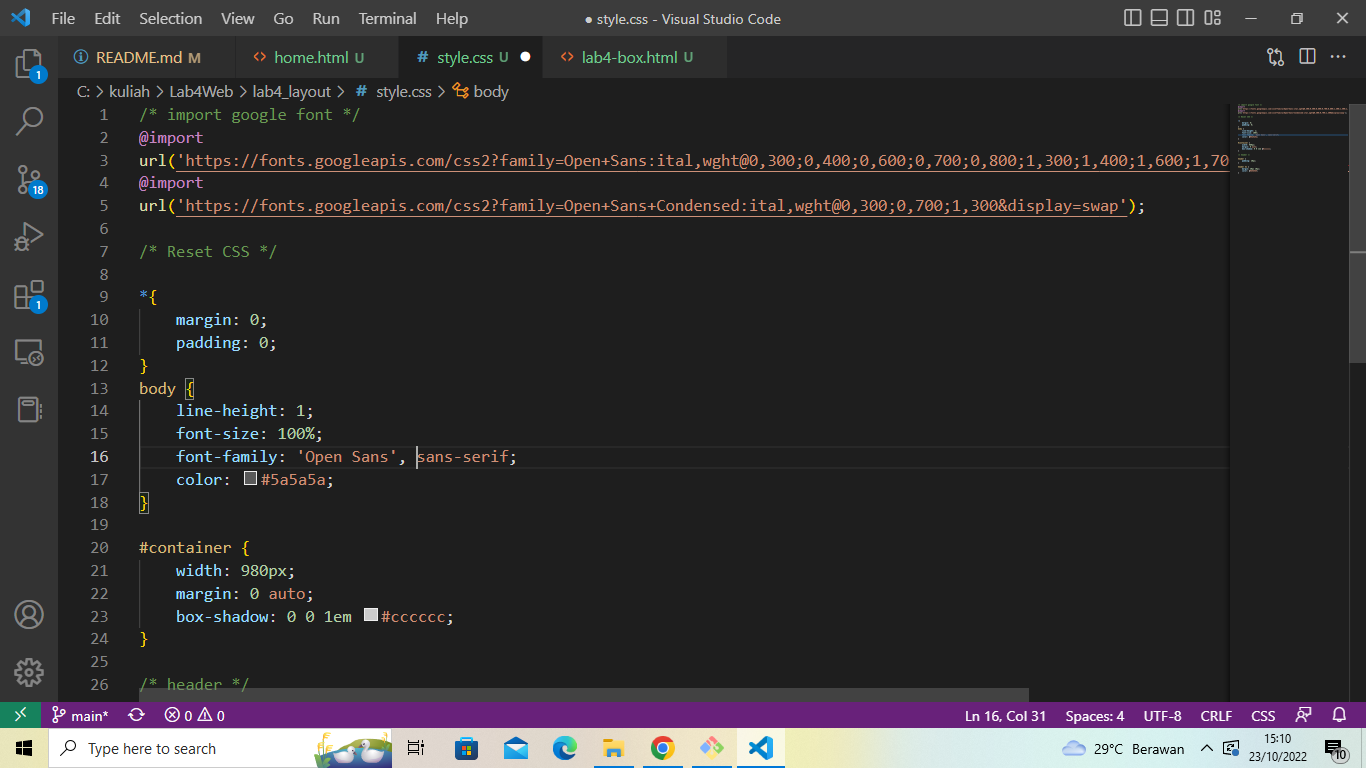 File Edit Selection View Go Run Terminal Help ● style.css - Visual Studio Code
README.md M home.html U # style.css U lab4-box.html U
C: > kuliah > Lab4Web > lab4_layout > # style.css > body
1 /* import google font */
2 @import
3 url('https://fonts.googleapis.com/css2?family=Open+Sans:ital,wght@0,300;0,400;0,600;0,700;0,800;1,300;1,400;1,600;1,70
4 @import
5 url('https://fonts.googleapis.com/css2?family=Open+Sans+Condensed:ital,wght@0,300;0,700;1,300&display=swap');
6
7 /* Reset CSS */
8
9 *{
10 margin: 0;
11 padding: 0;
12 }
13 body {
14 line-height: 1;
15 font-size: 100%;
16 font-family: 'Open Sans', sans-serif;
17 color: #5a5a5a;
18 }
19
20 #container {
21 width: 980px;
22 margin: 0 auto;
23 box-shadow: 0 0 1em #cccccc;
24 }
25
26 /* header */
1
18
1
main* 0 0 Ln 16, Col 31 Spaces: 4 UTF-8 CRLF CSS
Type here to search 29°C Berawan 15:10
23/10/2022 10